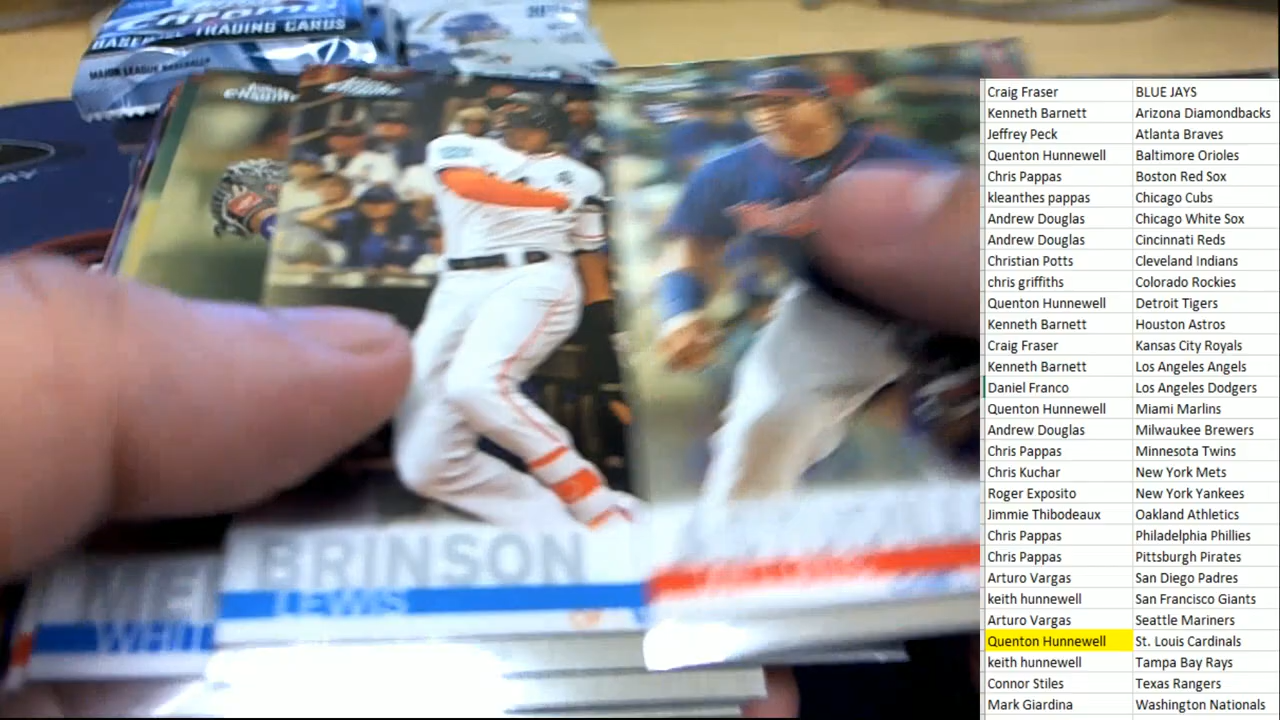 Chrome
BASEBALL TRADING CARDS
MAJOR LEAGUE BASEBALL
BRINSON
LEWIS
WHIT
Craig Fraser BLUE JAYS
Kenneth Barnett Arizona Diamondbacks
Jeffrey Peck Atlanta Braves
Quenton Hunnewell Baltimore Orioles
Chris Pappas Boston Red Sox
kleanthes pappas Chicago Cubs
Andrew Douglas Chicago White Sox
Andrew Douglas Cincinnati Reds
Christian Potts Cleveland Indians
chris griffiths Colorado Rockies
Quenton Hunnewell Detroit Tigers
Kenneth Barnett Houston Astros
Craig Fraser Kansas City Royals
Kenneth Barnett Los Angeles Angels
Daniel Franco Los Angeles Dodgers
Quenton Hunnewell Miami Marlins
Andrew Douglas Milwaukee Brewers
Chris Pappas Minnesota Twins
Chris Kuchar New York Mets
Roger Exposito New York Yankees
Jimmie Thibodeaux Oakland Athletics
Chris Pappas Philadelphia Phillies
Chris Pappas Pittsburgh Pirates
Arturo Vargas San Diego Padres
keith hunnewell San Francisco Giants
Arturo Vargas Seattle Mariners
Quenton Hunnewell St. Louis Cardinals
keith hunnewell Tampa Bay Rays
Connor Stiles Texas Rangers
Mark Giardina Washington Nationals